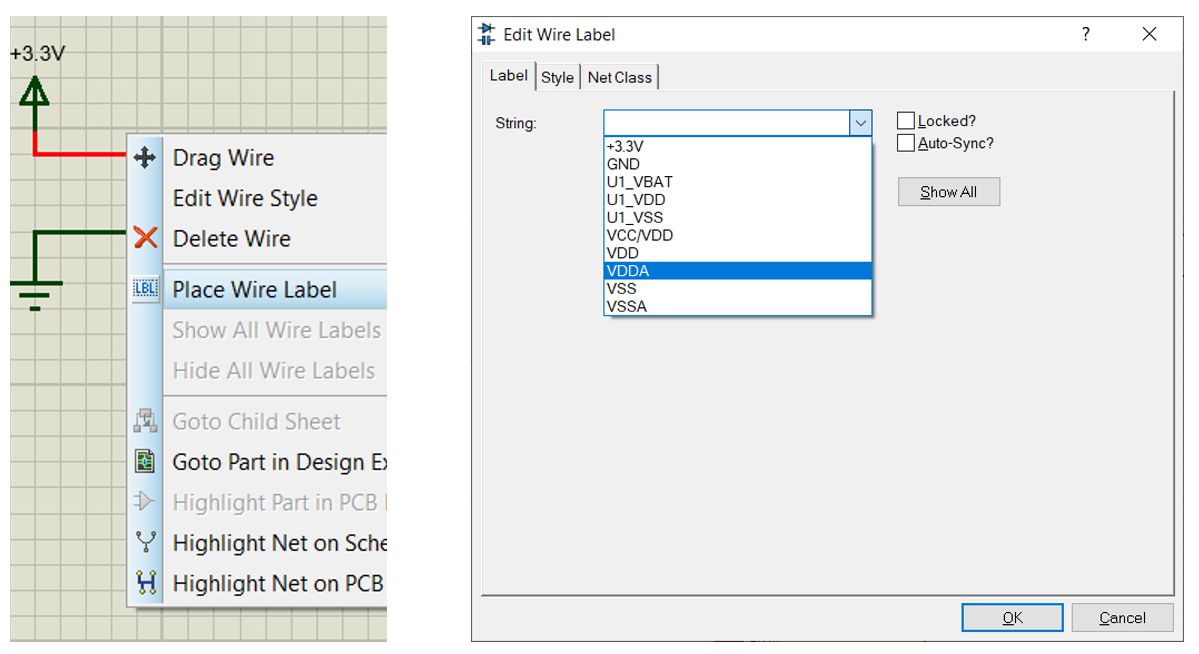 +3.3V
Drag Wire
Edit Wire Style
Delete Wire
LBL
Place Wire Label
Show All Wire Labels
Hide All Wire Labels
Goto Child Sheet
Goto Part in Design Ex
Highlight Part in PCB
Highlight Net on Sche
Highlight Net on PCB
Edit Wire Label
?
Label Style Net Class
String:
Locked?
Auto-Sync?
Show All
+3.3V
GND
U1_VBAT
U1_VDD
U1_VSS
VCC/VDD
VDD
VDDA
VSS
VSSA
OK Cancel